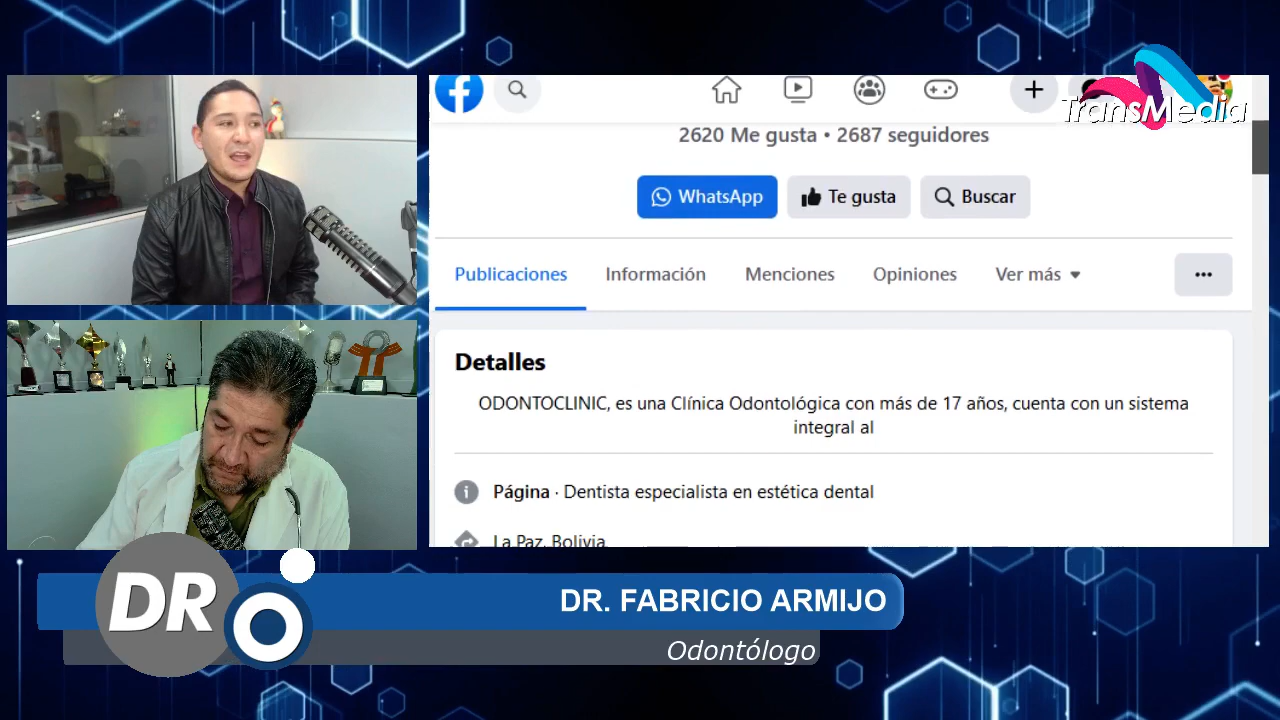 TransMedia
2620 Me gusta • 2687 seguidores
WhatsApp
Te gusta
Buscar
Publicaciones
Información
Menciones
Opiniones
Ver más
Detalles
ODONTOCLINIC, es una Clínica Odontológica con más de 17 años, cuenta con un sistema
integral al
Página · Dentista especialista en estética dental
La Paz, Bolivia
DR
DR. FABRICIO ARMIJO
Odontólogo